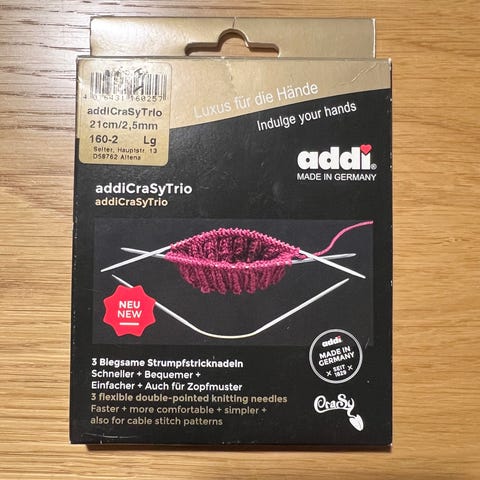 4 076431 160257
addiCraSyTrio
21cm/2,5mm
160-2 Lg
Selter, Hauptstr. 13
D58762 Altena
Luxus für die Hände
Indulge your hands
addi
MADE IN GERMANY
addiCraSyTrio
addiCraSyTrio
NEU
NEW
3 Biegsame Strumpfstricknadeln
Schneller + Bequemer +
Einfacher + Auch für Zopfmuster
3 flexible double-pointed knitting needles
Faster + more comfortable + simpler +
also for cable stitch patterns
addi
MADE IN
GERMANY
SEIT
1829
CraSy